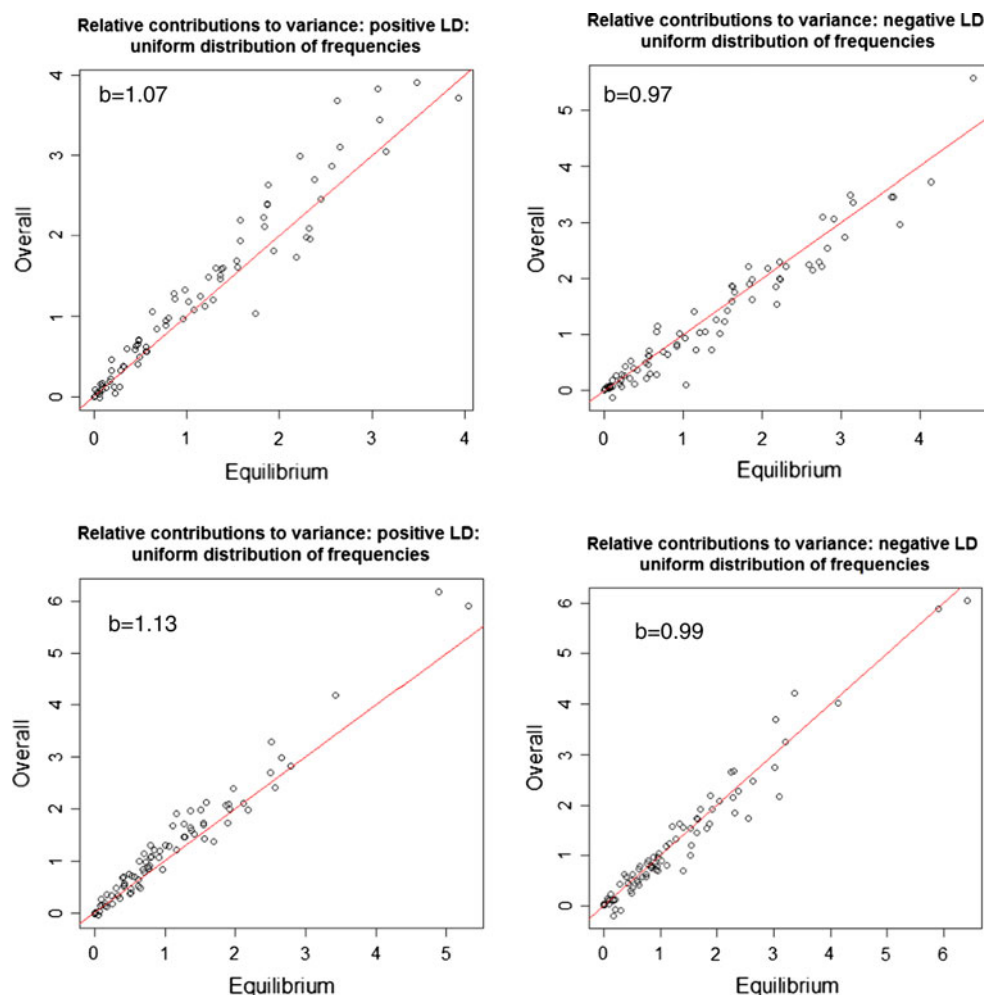 Relative contributions to variance: positive LD:
uniform distribution of frequencies
b=1.07
Overall
0 1 2 3 4
0 1 2 3 4
Equilibrium
Relative contributions to variance: negative LD
uniform distribution of frequencies
b=0.97
Overall
0 1 2 3 4 5
0 1 2 3 4
Equilibrium
Relative contributions to variance: positive LD:
uniform distribution of frequencies
b=1.13
Overall
0 1 2 3 4 5 6
0 1 2 3 4 5
Equilibrium
Relative contributions to variance: negative LD
uniform distribution of frequencies
b=0.99
Overall
0 1 2 3 4 5 6
0 1 2 3 4 5 6
Equilibrium